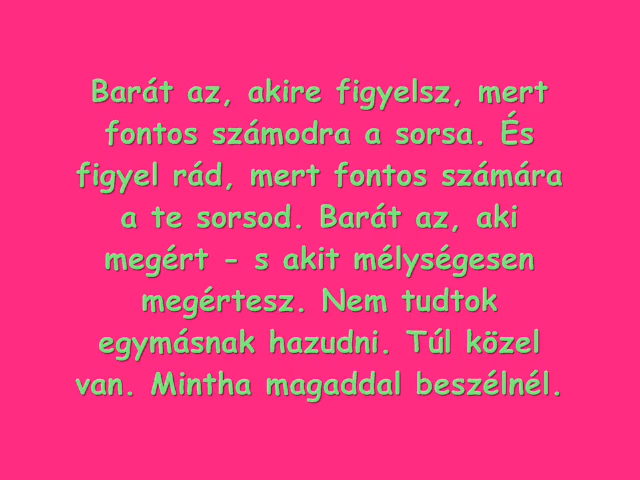 Barát az, akire figyelsz, mert
fontos számodra a sorsa. És
figyel rád, mert fontos számára
a te sorsod. Barát az, aki
megért - s akit mélységesen
megértesz. Nem tudtok
egymásnak hazudni. Túl közel
van. Mintha magaddal beszélnél.